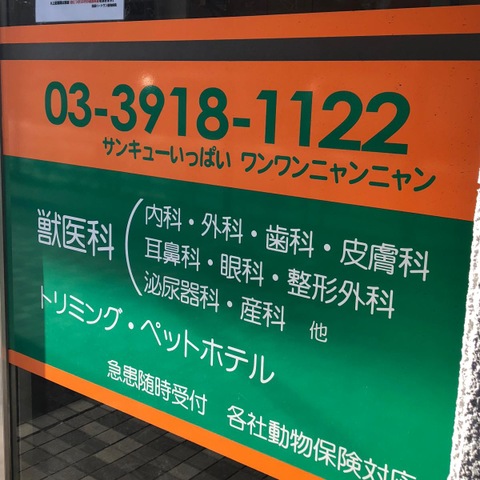 03-3918-1122
サンキューいっぱい ワンワンニャンニャン
獣医科
内科・外科・歯科・皮膚科
耳鼻科・眼科・整形外科
泌尿器科・産科 他
トリミング・ペットホテル
急患随時受付 各社動物保険対応